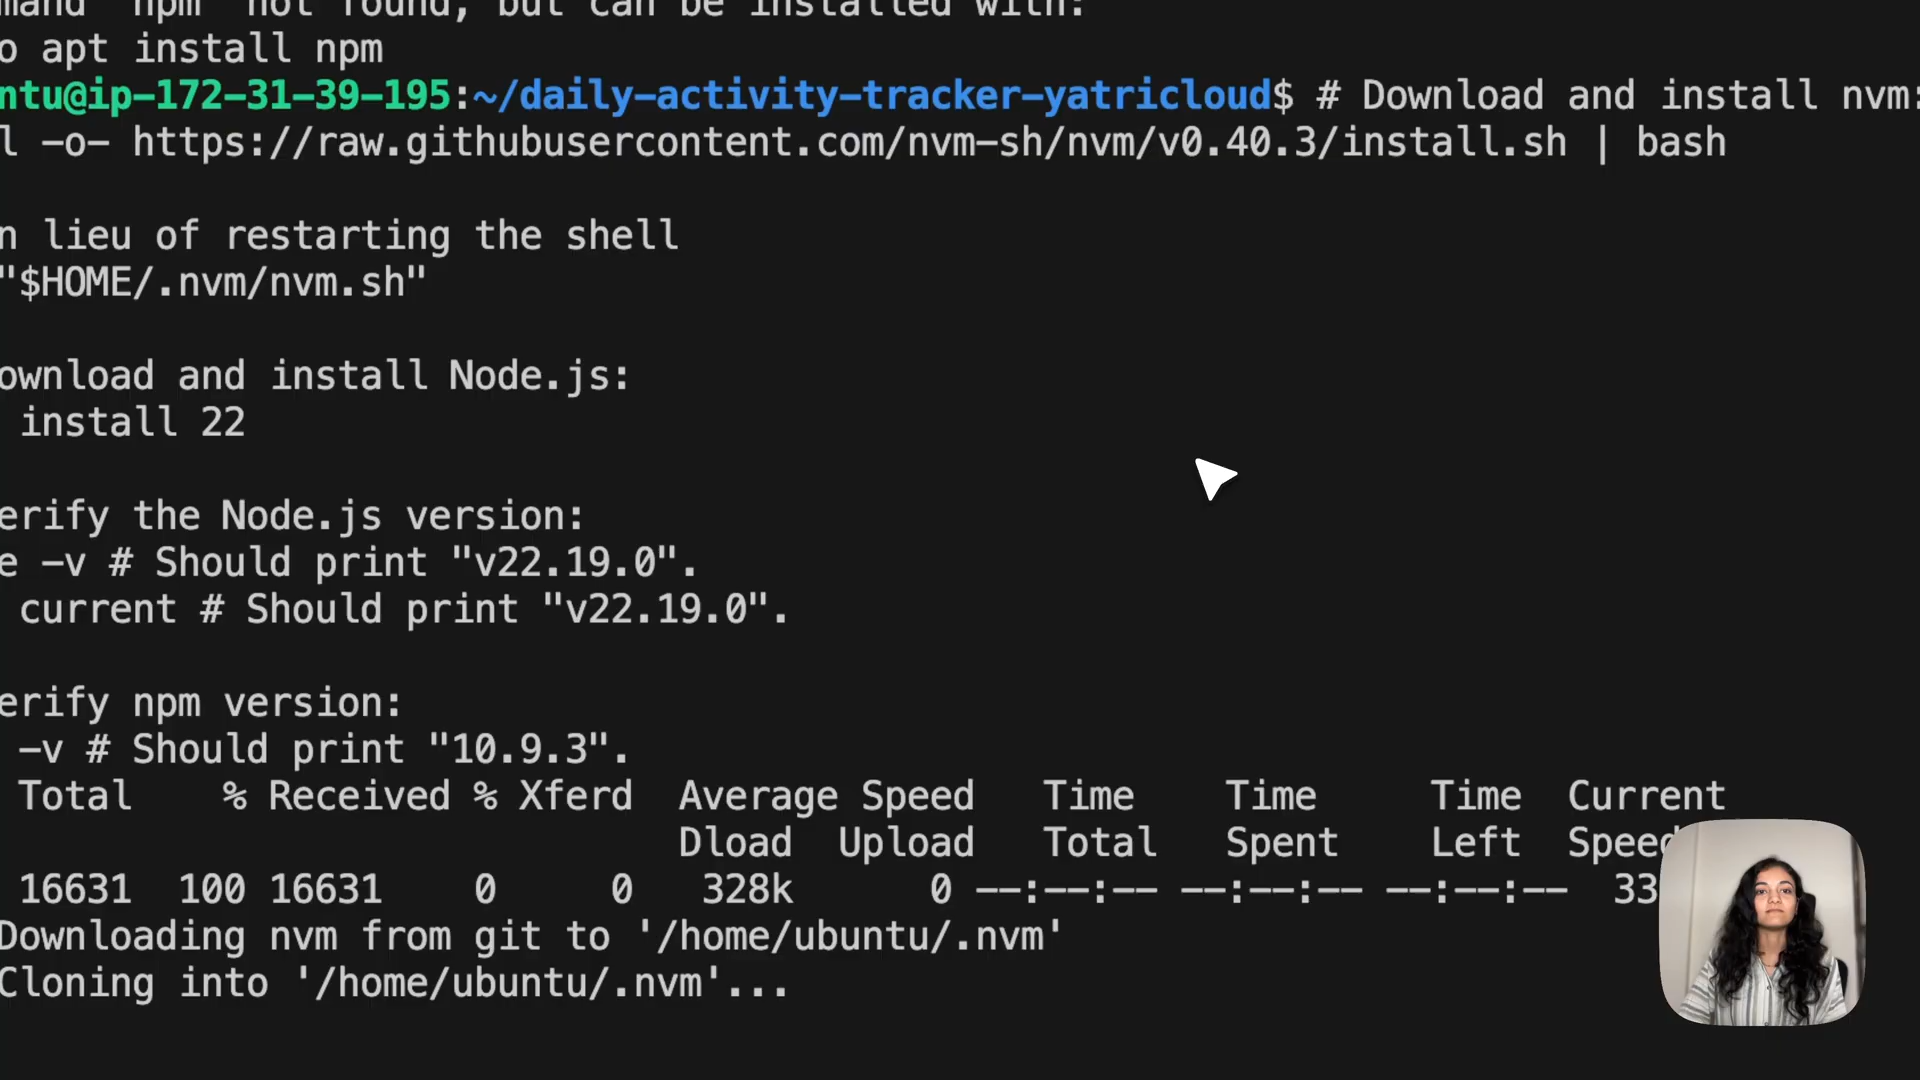 mand 'npm' not found, but can be installed with:
o apt install npm
ntu@ip-172-31-39-195:~/daily-activity-tracker-yatricloud$ # Download and install nvm:
l -o- https://raw.githubusercontent.com/nvm-sh/nvm/v0.40.3/install.sh | bash
n lieu of restarting the shell
"$HOME/.nvm/nvm.sh"
ownload and install Node.js:
install 22
erify the Node.js version:
e -v # Should print "v22.19.0".
current # Should print "v22.19.0".
erify npm version:
-v # Should print "10.9.3".
Total % Received % Xferd Average Speed Time Time Time Current
Dload Upload Total Spent Left Speed
16631 100 16631 0 0 328k 0 --:--:-- --:--:-- --:--:-- 33
Downloading nvm from git to '/home/ubuntu/.nvm'
Cloning into '/home/ubuntu/.nvm'...